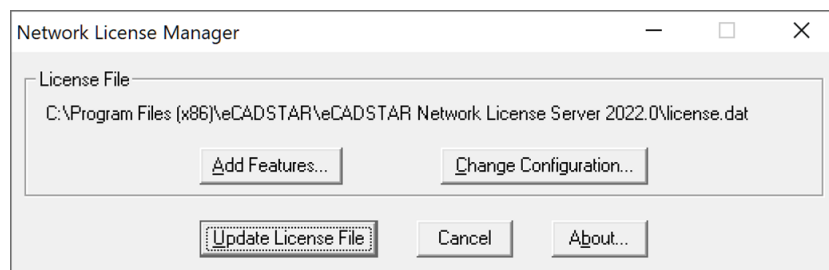 Network License Manager
License File
C:\Program Files (x86)\eCADSTAR\eCADSTAR Network License Server 2022.0\license.dat
Add Features... Change Configuration...
Update License File Cancel About...